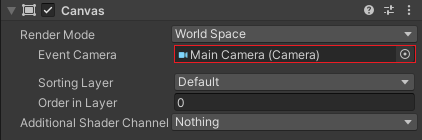 Canvas
Render Mode World Space
Event Camera Main Camera (Camera)
Sorting Layer Default
Order in Layer 0
Additional Shader Channel Nothing